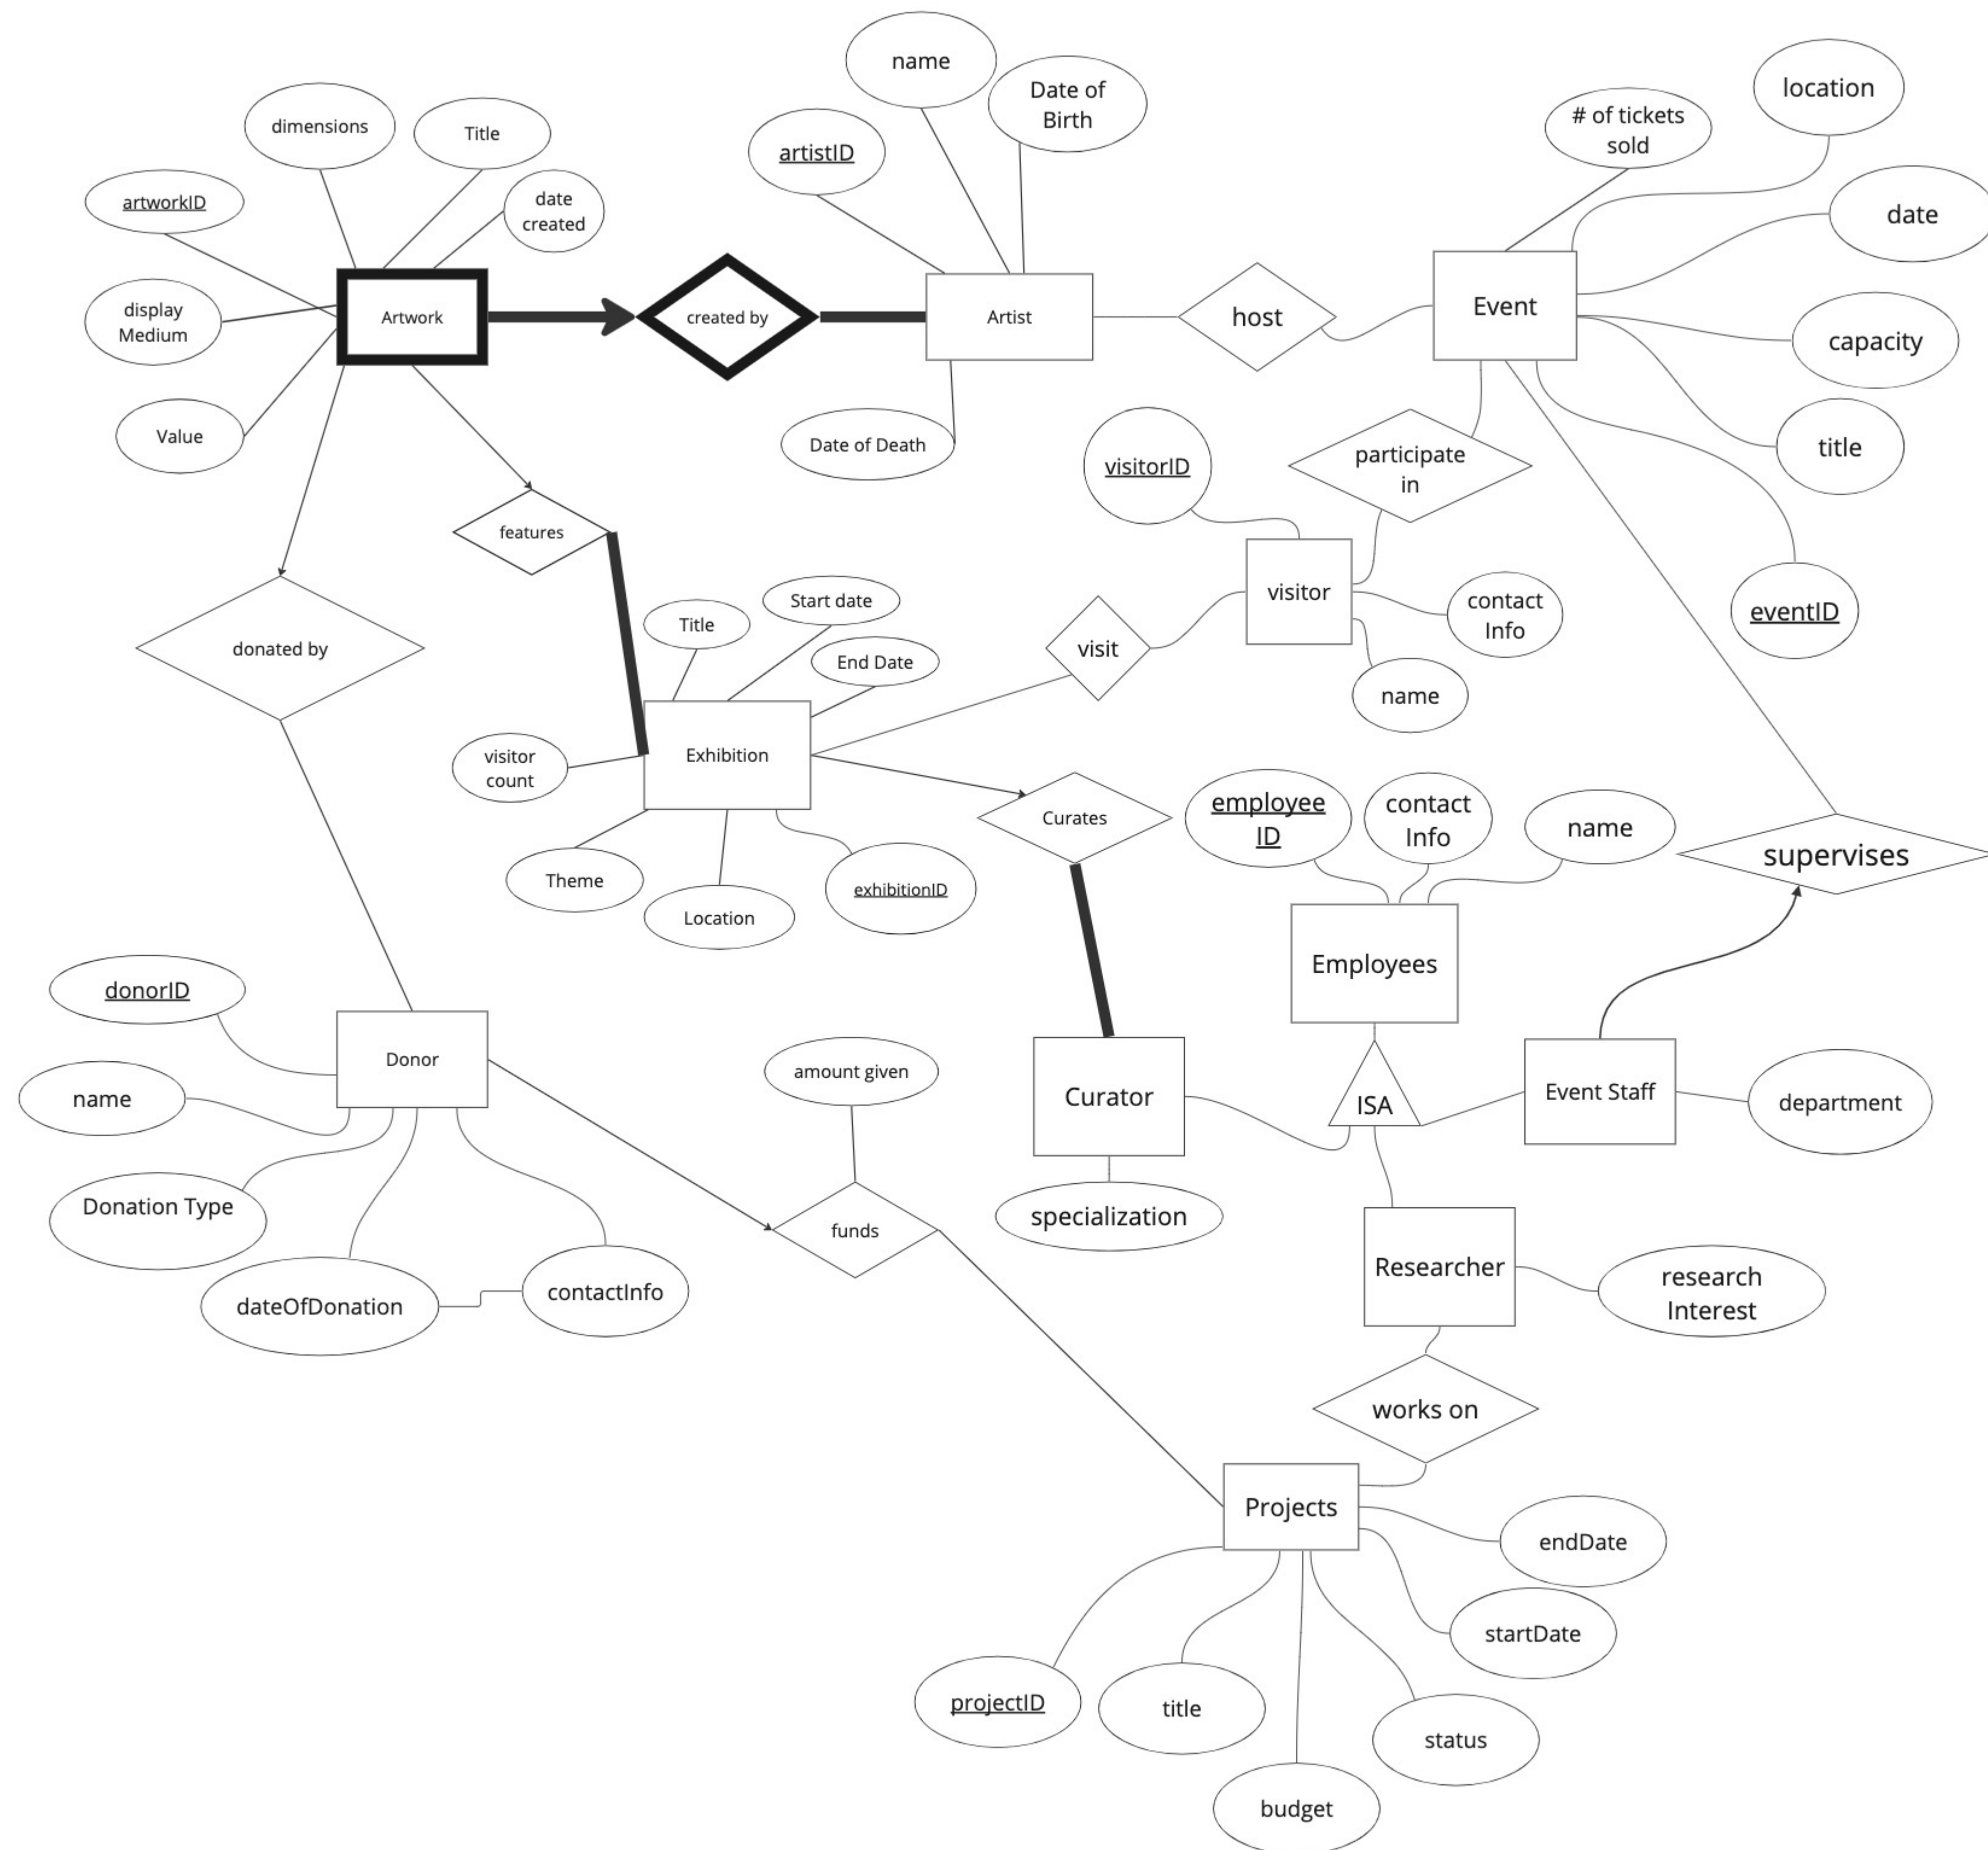 name
location
Date of
Birth
# of tickets
sold
dimensions
Title
artistID
artworkID
date
created
date
display
Medium
Artwork
created by
Artist
host
Event
capacity
Value
Date of Death
title
participate
in
visitorID
features
visitor
contact
Info
eventID
donated by
Title
Start date
End Date
visit
name
visitor
count
Exhibition
Curates
employee
ID
contact
Info
name
supervises
Theme
Location
exhibitionID
Employees
donorID
Donor
name
amount given
Curator
ISA
Event Staff
department
Donation Type
funds
specialization
dateOfDonation
contactInfo
Researcher
research
Interest
works on
Projects
endDate
startDate
projectID
title
status
budget